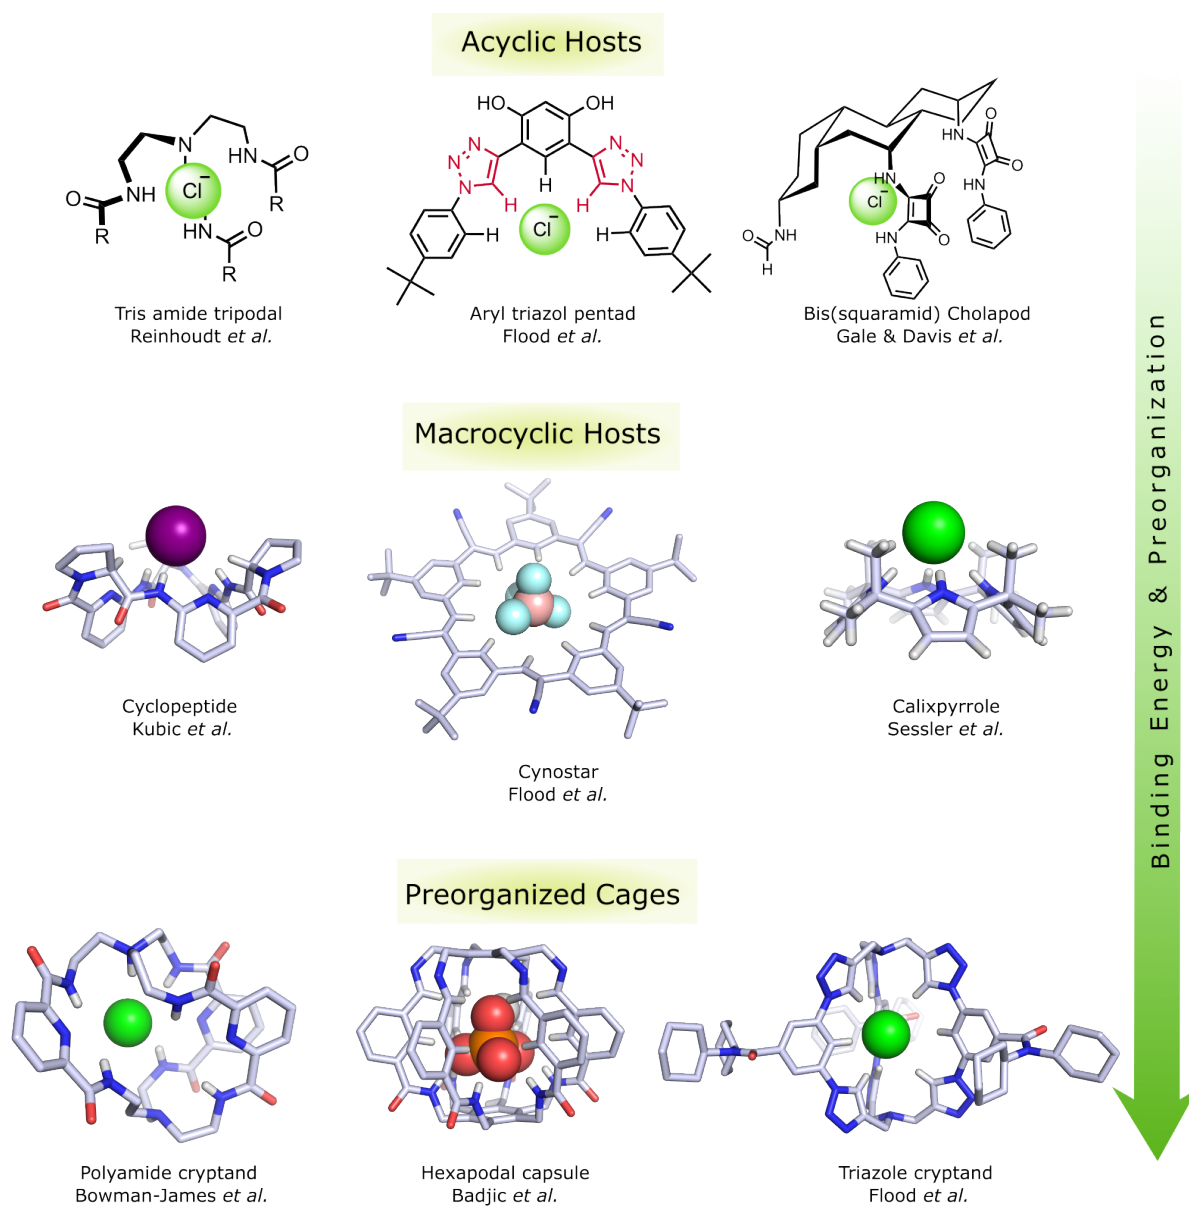 Acyclic Hosts
N
HN
O
NH
O
R
R
HN
O
R
Cl−
HO
OH
N
N
N
N
N
N
H
H
H
H
H
Cl−
HN
O
O
HN
HN
O
O
HN
Cl−
NH
O
H
Tris amide tripodal
Reinhoudt et al.
Aryl triazol pentad
Flood et al.
Bis(squaramid) Cholapod
Gale & Davis et al.
Macrocyclic Hosts
Cyclopeptide
Kubic et al.
Cynostar
Flood et al.
Calixpyrrole
Sessler et al.
Preorganized Cages
Polyamide cryptand
Bowman-James et al.
Hexapodal capsule
Badjic et al.
Triazole cryptand
Flood et al.
Binding Energy & Preorganization